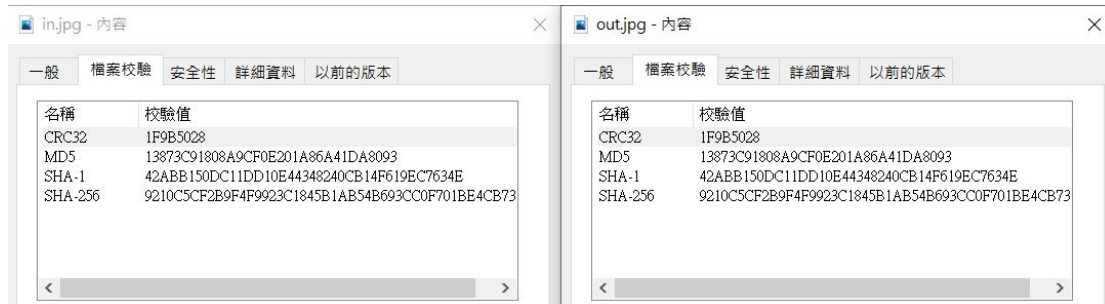 in.jpg - 內容
一般 檔案校驗 安全性 詳細資料 以前的版本
名稱 校驗值
CRC32 1F9B5028
MD5 13873C91808A9CF0E201A86A41DA8093
SHA-1 42ABB150DC11DD10E44348240CB14F619EC7634E
SHA-256 9210C5CF2B9F4F9923C1845B1AB54B693CC0F701BE4CB73
out.jpg - 內容
一般 檔案校驗 安全性 詳細資料 以前的版本
名稱 校驗值
CRC32 1F9B5028
MD5 13873C91808A9CF0E201A86A41DA8093
SHA-1 42ABB150DC11DD10E44348240CB14F619EC7634E
SHA-256 9210C5CF2B9F4F9923C1845B1AB54B693CC0F701BE4CB73